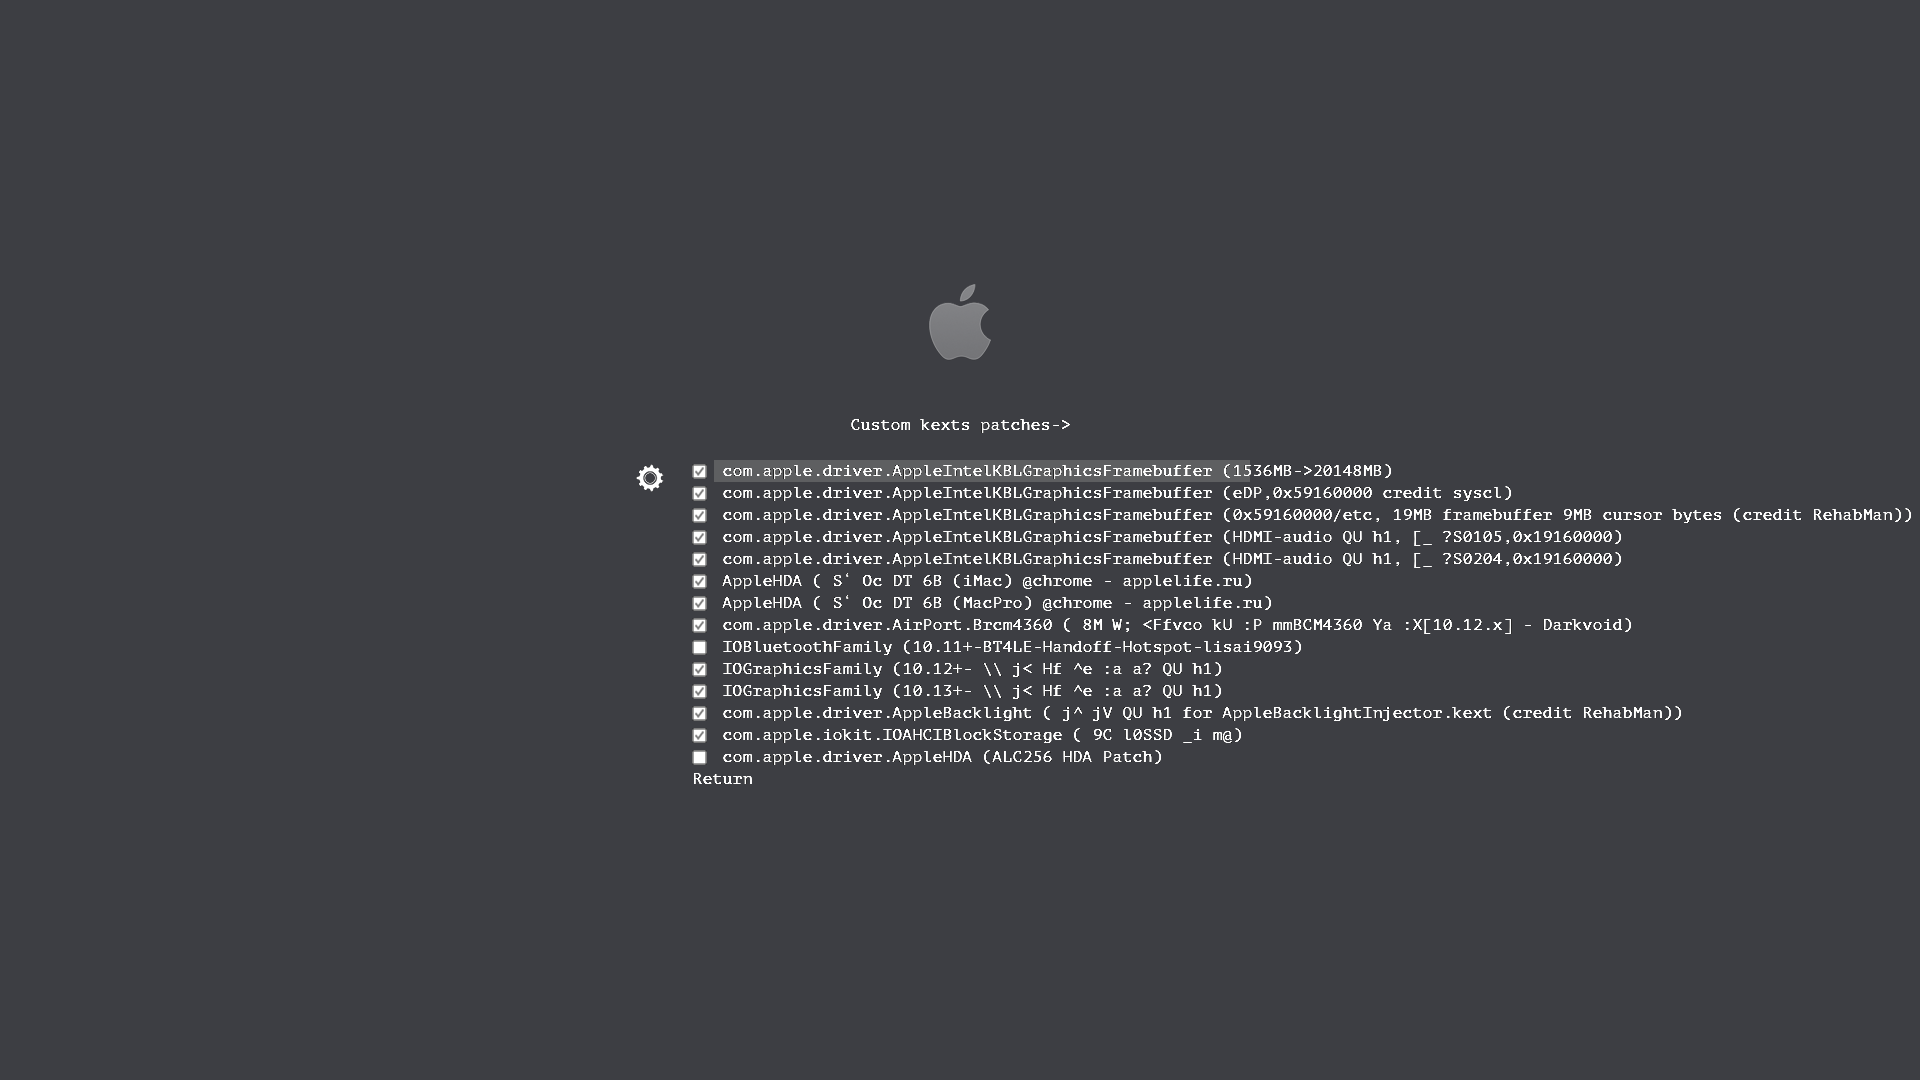 Custom kexts patches->
com.apple.driver.AppleIntelKBLGraphicsFramebuffer (1536MB->20148MB)
com.apple.driver.AppleIntelKBLGraphicsFramebuffer (eDP,0x59160000 credit syscl)
com.apple.driver.AppleIntelKBLGraphicsFramebuffer (0x59160000/etc, 19MB framebuffer 9MB cursor bytes (credit RehabMan))
com.apple.driver.AppleIntelKBLGraphicsFramebuffer (HDMI-audio QU h1, [_ ?S0105,0x19160000)
com.apple.driver.AppleIntelKBLGraphicsFramebuffer (HDMI-audio QU h1, [_ ?S0204,0x19160000)
AppleHDA ( S‘ Oc DT 6B (iMac) @chrome - applelife.ru)
AppleHDA ( S‘ Oc DT 6B (MacPro) @chrome - applelife.ru)
com.apple.driver.AirPort.Brcm4360 ( 8M W; <Ffvco kU :P mmBCM4360 Ya :X[10.12.x] - Darkvoid)
IOBluetoothFamily (10.11+-BT4LE-Handoff-Hotspot-lisai9093)
IOGraphicsFamily (10.12+- \\ j< Hf ^e :a a? QU h1)
IOGraphicsFamily (10.13+- \\ j< Hf ^e :a a? QU h1)
com.apple.driver.AppleBacklight ( j^ jV QU h1 for AppleBacklightInjector.kext (credit RehabMan))
com.apple.iokit.IOAHCIBlockStorage ( 9C l0SSD _i m@)
com.apple.driver.AppleHDA (ALC256 HDA Patch)
Return